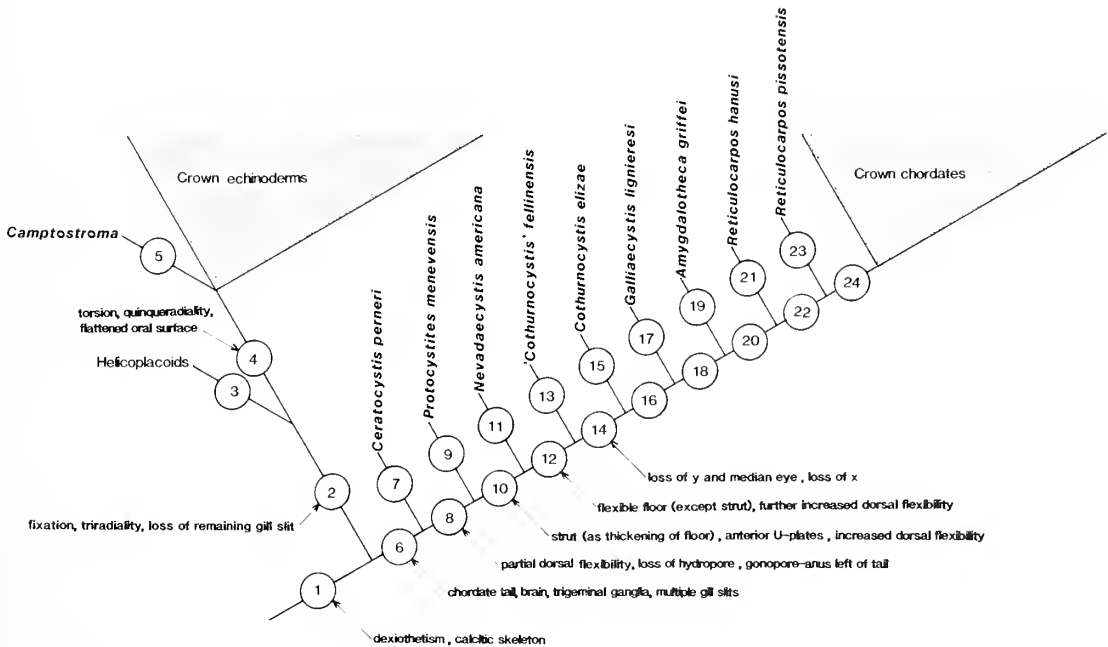 Crown echinoderms
Crown chordates
Camptostroma
5
torsion, quinqueradiality,
flattened oral surface
4
Helicoplacoids
3
2
fixation, triradiality, loss of remaining gill slit
1
dexiothetism, calcitic skeleton
Ceratocystis perneri
7
6
chordate tail, brain, trigeminal ganglia, multiple gill slits
Protocystites menevensis
9
8
partial dorsal flexibility, loss of hydropore, gonopore-anus left of tail
Nevadaecystis americana
11
10
strut (as thickening of floor), anterior U-plates, increased dorsal flexibility
'Cothurnocystis' fellinensis
13
12
flexible floor (except strut), further increased dorsal flexibility
Cothurnocystis elizae
15
14
loss of y and median eye, loss of x
Galliaecystis lignieresi
17
16
Amygdalotheca griffei
19
18
Reticulocarpos hanusi
21
20
Reticulocarpos pissotensis
23
22
24